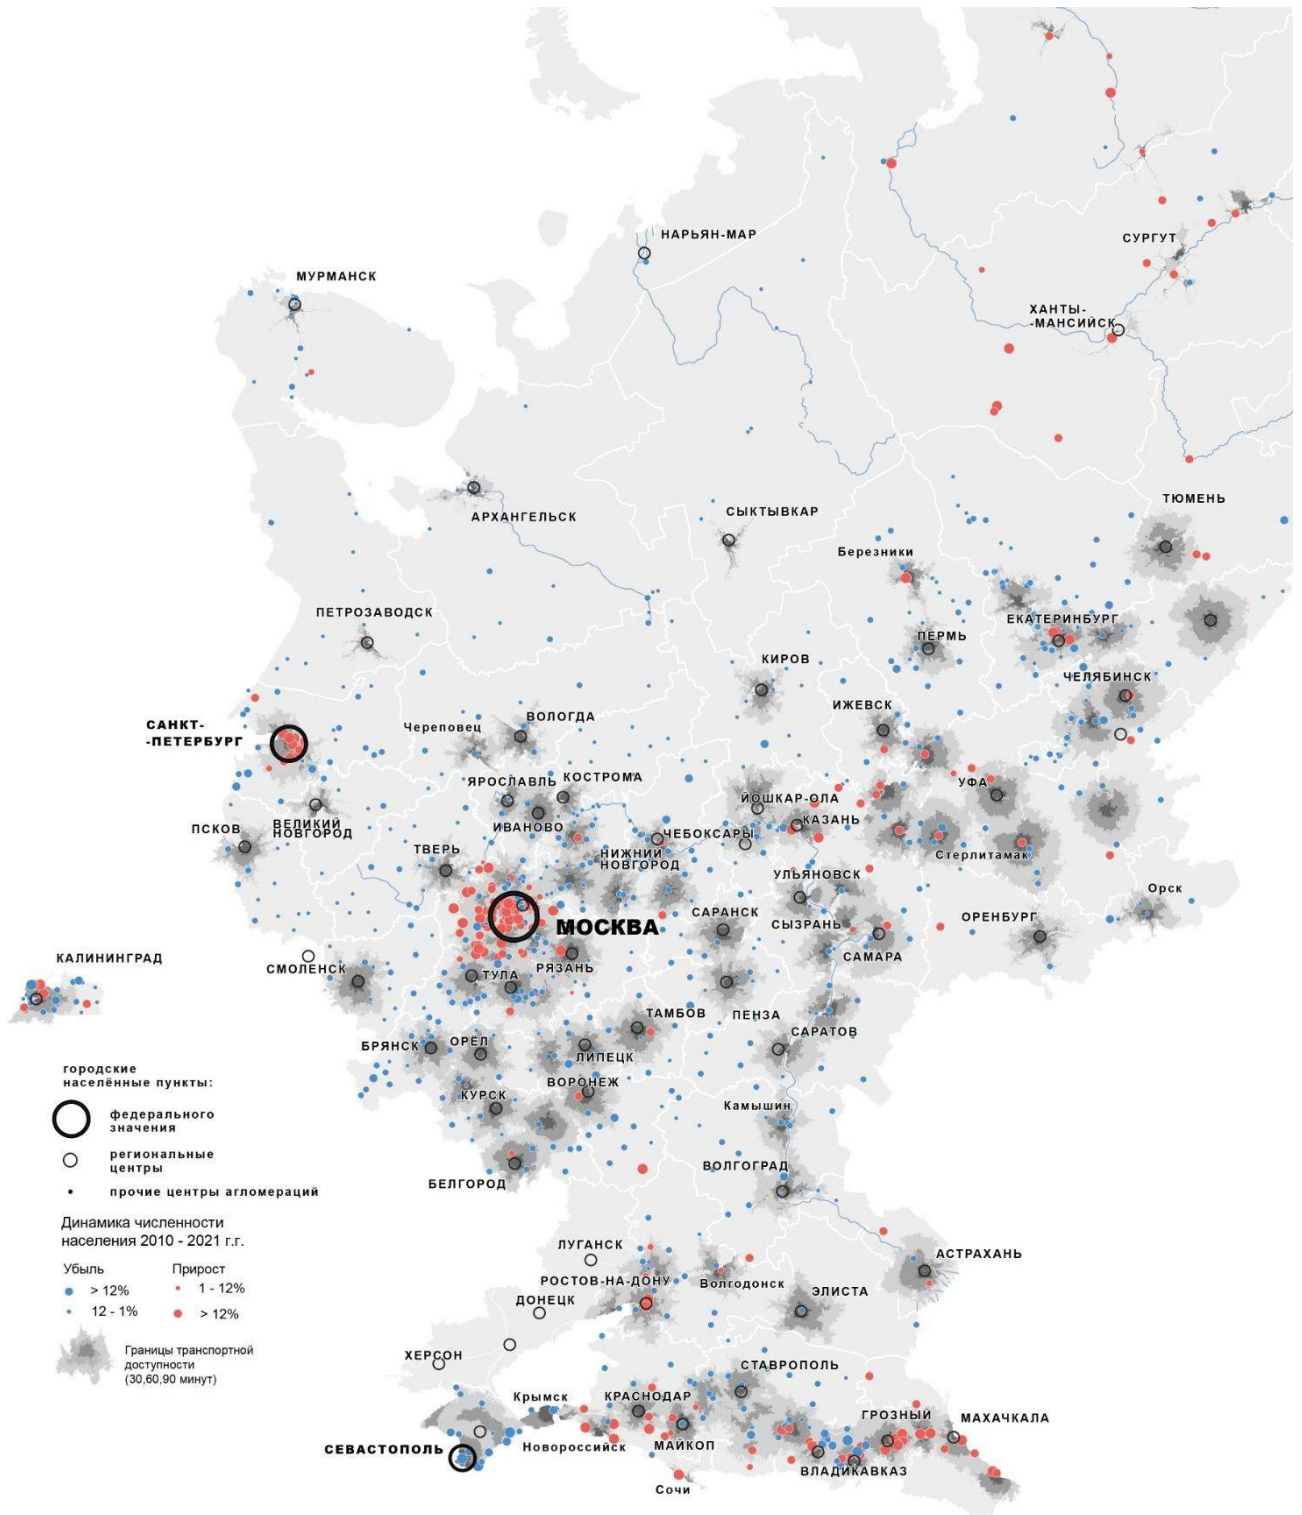 НАРЬЯН-МАР
СУРГУТ
МУРМАНСК
ХАНТЫ-
-МАНСИЙСК
АРХАНГЕЛЬСК
СЫКТЫВКАР
ТЮМЕНЬ
Березники
ПЕТРОЗАВОДСК
ЕКАТЕРИНБУРГ
ПЕРМЬ
КИРОВ
ЧЕЛЯБИНСК
САНКТ-
-ПЕТЕРБУРГ
Череповец
ВОЛОГДА
ИЖЕВСК
ЯРОСЛАВЛЬ
КОСТРОМА
УФА
ЙОШКАР-ОЛА
ПСКОВ
ВЕЛИКИЙ
НОВГОРОД
ИВАНОВО
ЧЕБОКСАРЫ
КАЗАНЬ
ТВЕРЬ
НИЖНИЙ
НОВГОРОД
Стерлитамак
УЛЬЯНОВСК
Орск
МОСКВА
САРАНСК
СЫЗРАНЬ
ОРЕНБУРГ
САМАРА
КАЛИНИНГРАД
СМОЛЕНСК
ТУЛА
РЯЗАНЬ
ТАМБОВ
ПЕНЗА
САРАТОВ
БРЯНСК
ОРЁЛ
ЛИПЕЦК
КУРСК
ВОРОНЕЖ
Камышин
БЕЛГОРОД
ВОЛГОГРАД
городские
населённые пункты:
федерального
значения
региональные
центры
прочие центры агломераций
Динамика численности
населения 2010 - 2021 г.г.
Убыль
Прирост
> 12%
1 - 12%
12 - 1%
> 12%
Границы транспортной
доступности
(30,60,90 минут)
ЛУГАНСК
АСТРАХАНЬ
РОСТОВ-НА-ДОНУ
Волгодонск
ЭЛИСТА
ДОНЕЦК
ХЕРСОН
СТАВРОПОЛЬ
Крымск
КРАСНОДАР
ГРОЗНЫЙ
МАХАЧКАЛА
СЕВАСТОПОЛЬ
Новороссийск
МАЙКОП
ВЛАДИКАВКАЗ
Сочи